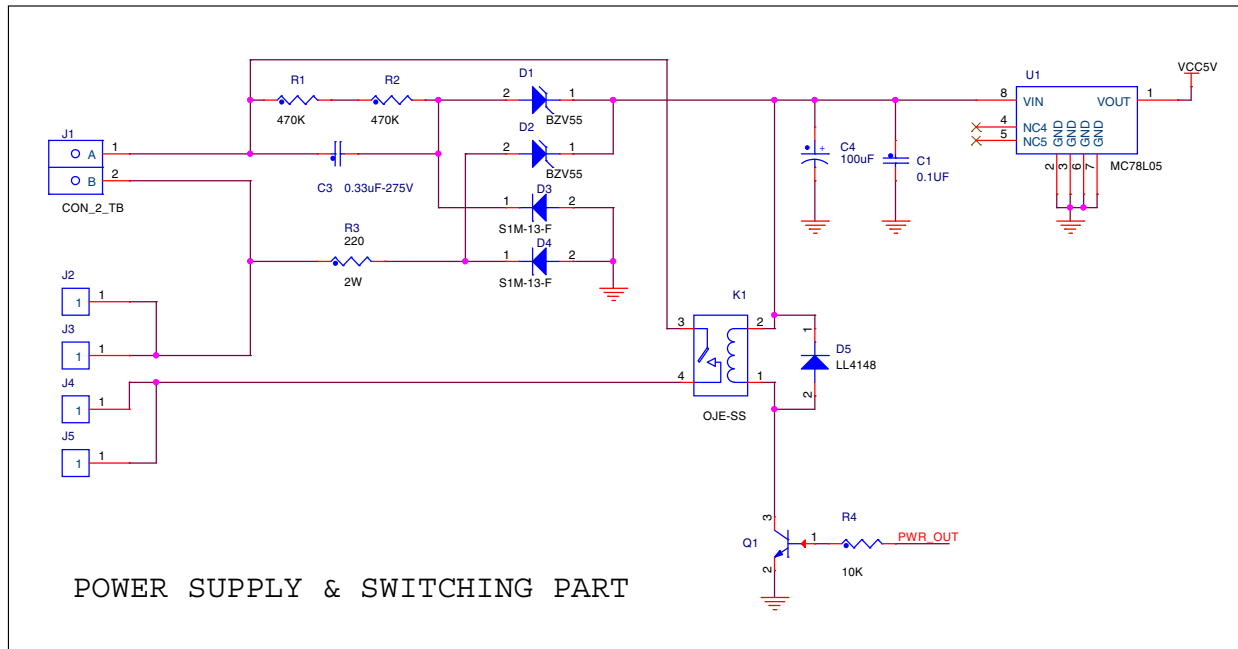 R1
470K
R2
470K
D1
2
1
BZV55
D2
2
1
BZV55
J1
A
1
B
2
CON_2_TB
C3 0.33uF-275V
D3
1
2
S1M-13-F
D4
1
2
S1M-13-F
R3
220
2W
C4
100uF
+
C1
0.1UF
U1
8
VIN
VOUT
1
VCC5V
4
NC4
5
NC5
GND
GND
GND
GND
2
3
6
7
MC78L05
J2
1
1
J3
1
1
J4
1
1
J5
1
1
K1
3
2
4
1
OJE-SS
1
D5
LL4148
2
3
Q1
2
1
R4
10K
PWR_OUT
POWER SUPPLY & SWITCHING PART